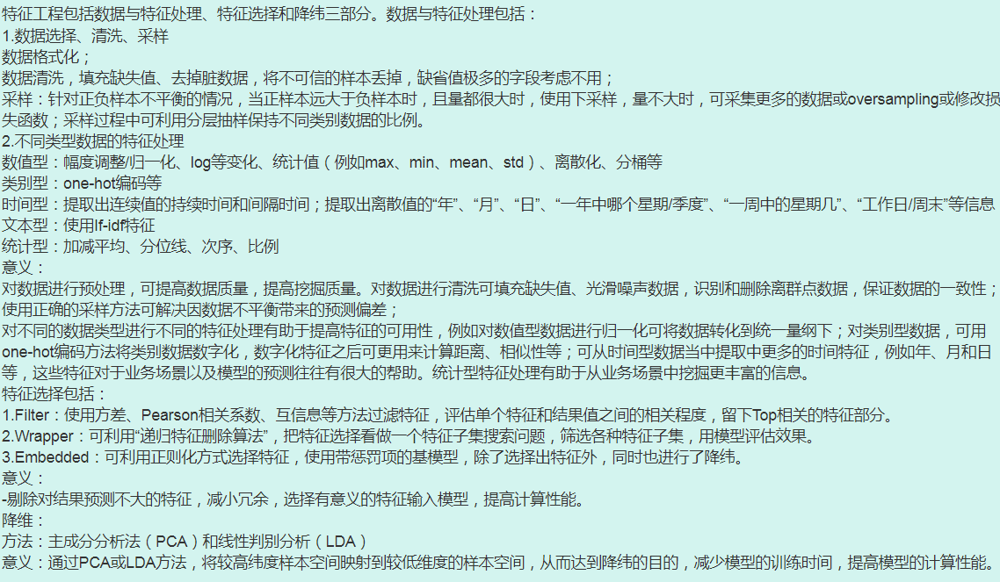 特征工程包括数据与特征处理、特征选择和降纬三部分。数据与特征处理包括：
1.数据选择、清洗、采样
数据格式化；
数据清洗，填充缺失值、去掉脏数据，将不可信的样本丢掉，缺省值极多的字段考虑不用；
采样：针对正负样本不平衡的情况，当正样本远大于负样本时，且量都很大时，使用下采样，量不大时，可采集更多的数据或oversampling或修改损
失函数；采样过程中可利用分层抽样保持不同类别数据的比例。
2.不同类型数据的特征处理
数值型：幅度调整/归一化、log等变化、统计值（例如max、min、mean、std）、离散化、分桶等
类别型：one-hot编码等
时间型：提取出连续值的持续时间和间隔时间；提取出离散值的“年”、“月”、“日”、“一年中哪个星期/季度”、“一周中的星期几”、“工作日/周末”等信息
文本型：使用If-idf特征
统计型：加减平均、分位线、次序、比例
意义：
对数据进行预处理，可提高数据质量，提高挖掘质量。对数据进行清洗可填充缺失值、光滑噪声数据，识别和删除离群点数据，保证数据的一致性；
使用正确的采样方法可解决因数据不平衡带来的预测偏差；
对不同的数据类型进行不同的特征处理有助于提高特征的可用性，例如对数值型数据进行归一化可将数据转化到统一量纲下；对类别型数据，可用
one-hot编码方法将类别数据数字化，数字化特征之后可更用来计算距离、相似性等；可从时间型数据当中提取中更多的时间特征，例如年、月和日
等，这些特征对于业务场景以及模型的预测往往有很大的帮助。统计型特征处理有助于从业务场景中挖掘更丰富的信息。
特征选择包括：
1.Filter：使用方差、Pearson相关系数、互信息等方法过滤特征，评估单个特征和结果值之间的相关程度，留下Top相关的特征部分。
2.Wrapper：可利用“递归特征删除算法”，把特征选择看做一个特征子集搜索问题，筛选各种特征子集，用模型评估效果。
3.Embedded：可利用正则化方式选择特征，使用带惩罚项的基模型，除了选择出特征外，同时也进行了降纬。
意义：
-剔除对结果预测不大的特征，减小冗余，选择有意义的特征输入模型，提高计算性能。
降维：
方法：主成分分析法（PCA）和线性判别分析（LDA）
意义：通过PCA或LDA方法，将较高纬度样本空间映射到较低维度的样本空间，从而达到降纬的目的，减少模型的训练时间，提高模型的计算性能。